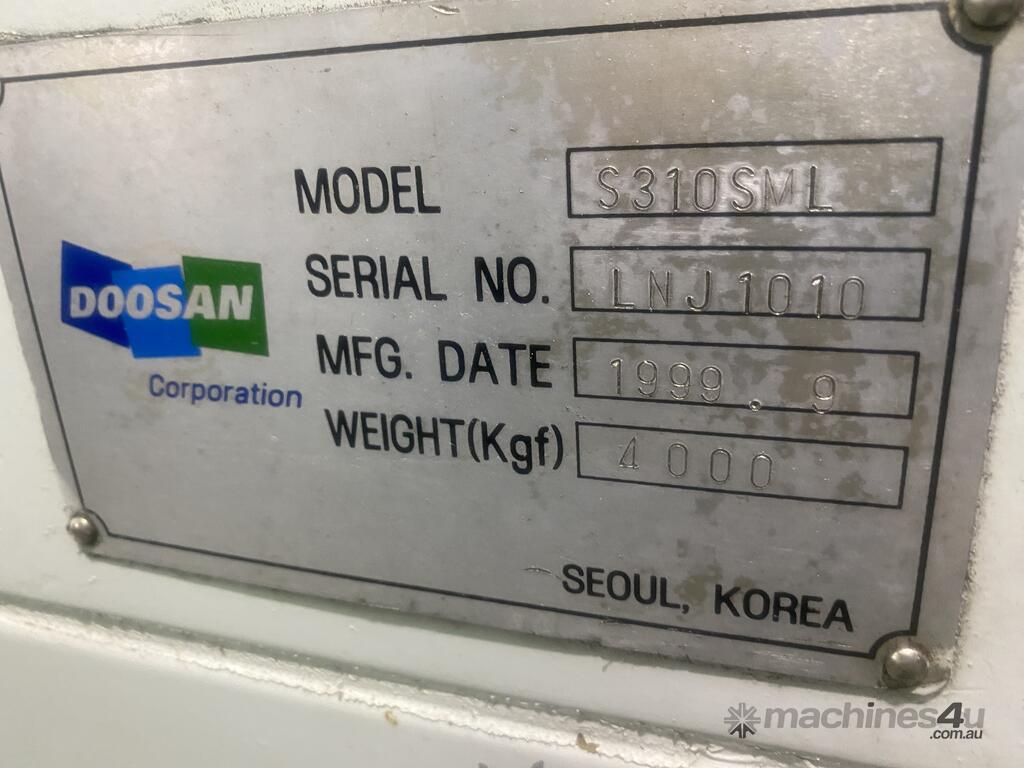 MODEL S310SML
SERIAL NO. LNJ1010
MFG. DATE 1999.9
WEIGHT(Kgf) 4000
DOOSAN
Corporation
SEOUL, KOREA
machines4u
.com.au